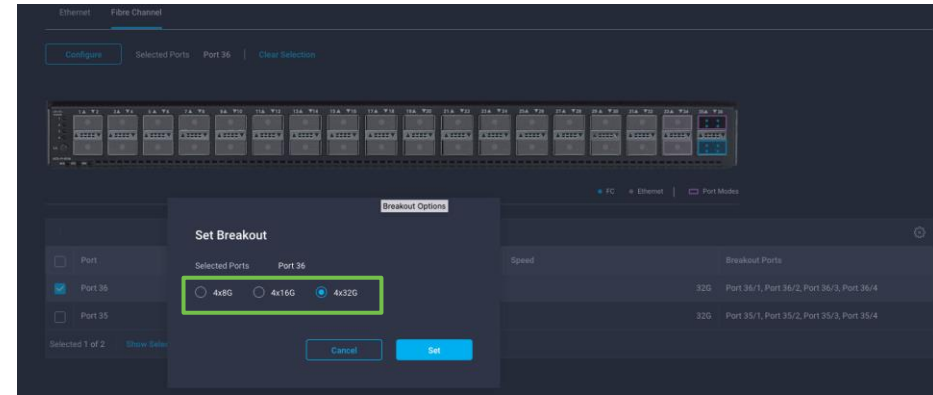 Ethernet Fibre Channel
Configure Selected Ports Port 36 | Clear Selection
FC Ethernet | Port Modes
Breakout Options
Set Breakout
Selected Ports Port 36
4x8G 4x16G 4x32G
Cancel Set
Port Speed Breakout Ports
Port 36 32G Port 36/1, Port 36/2, Port 36/3, Port 36/4
Port 35 32G Port 35/1, Port 35/2, Port 35/3, Port 35/4
Selected 1 of 2 Show Selec